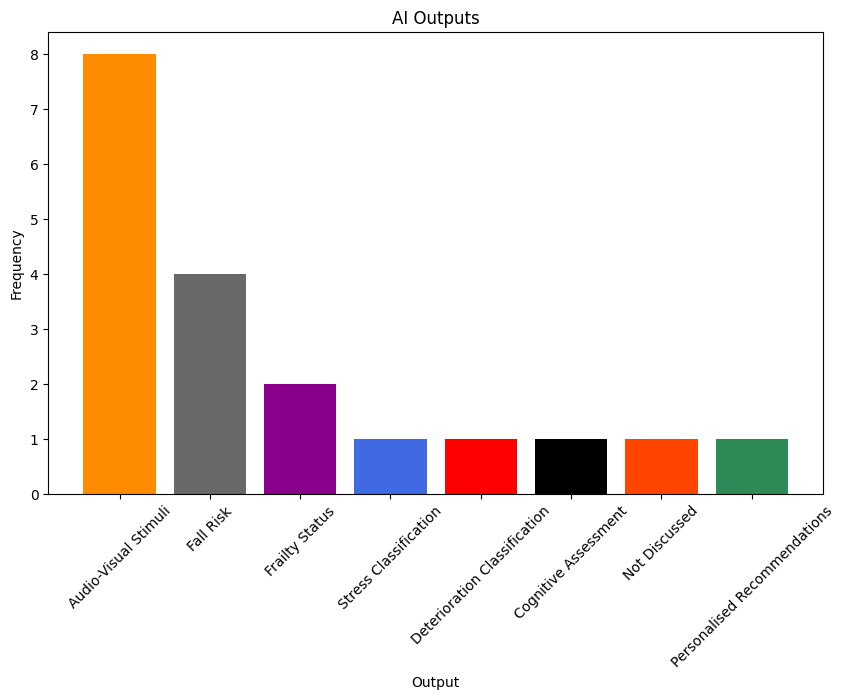 AI Outputs
Frequency
8
7
6
5
4
3
2
1
0
Audio-Visual Stimuli
Fall Risk
Frailty Status
Stress Classification
Deterioration Classification
Cognitive Assessment
Not Discussed
Personalised Recommendations
Output